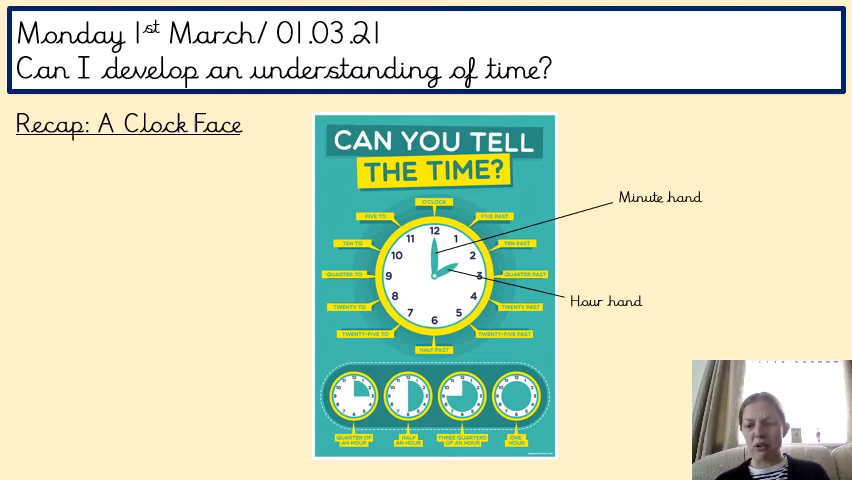 Monday 1st March/ 01.03.21
Can I develop an understanding of time?
Recap: A Clock Face
CAN YOU TELL
THE TIME?
O'CLOCK
FIVE TO
FIVE PAST
TEN TO
TEN PAST
QUARTER TO
QUARTER PAST
TWENTY TO
TWENTY PAST
TWENTY-FIVE TO
TWENTY-FIVE PAST
HALF PAST
12
1
2
3
4
5
6
7
8
9
10
11
Minute hand
Hour hand
QUARTER OF
AN HOUR
HALF
AN HOUR
THREE QUARTERS
OF AN HOUR
ONE
HOUR